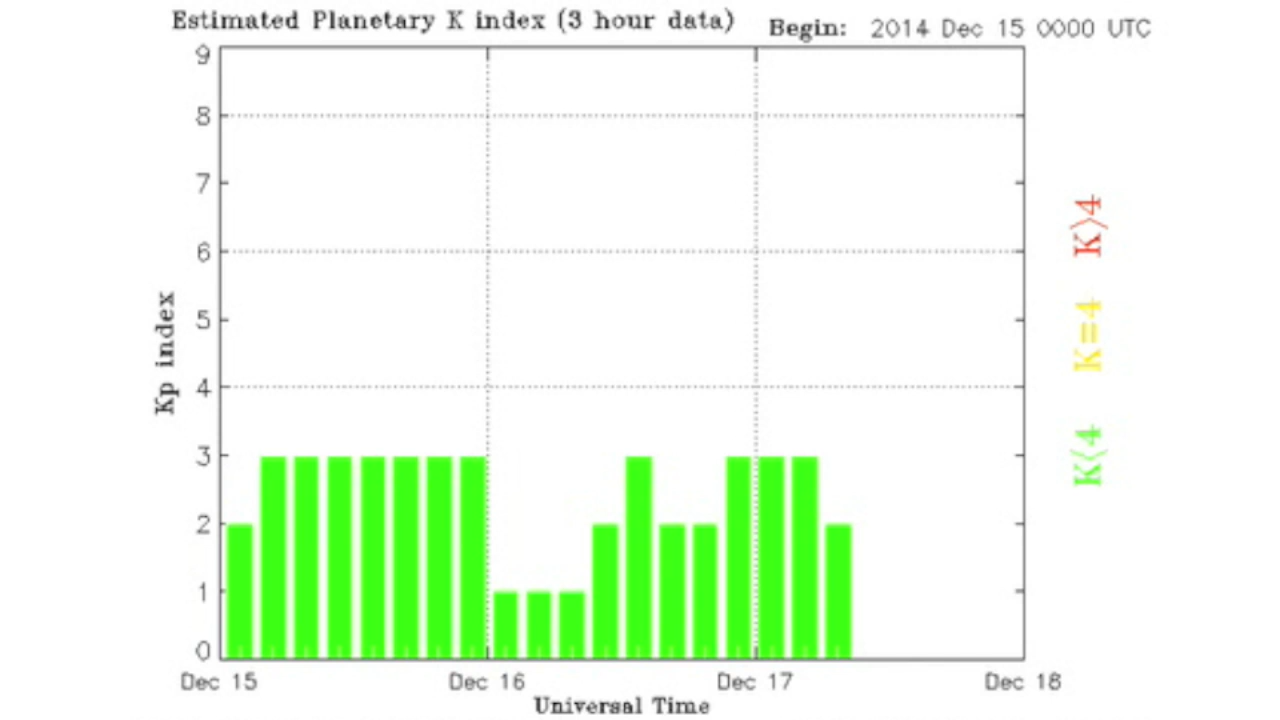 Estimated Planetary K index (3 hour data) Begin: 2014 Dec 15 0000 UTC
9
8
7
6
5
4
3
2
1
0
Kp index
Dec 15 Dec 16 Dec 17 Dec 18
Universal Time
K>4
K=4
K<4